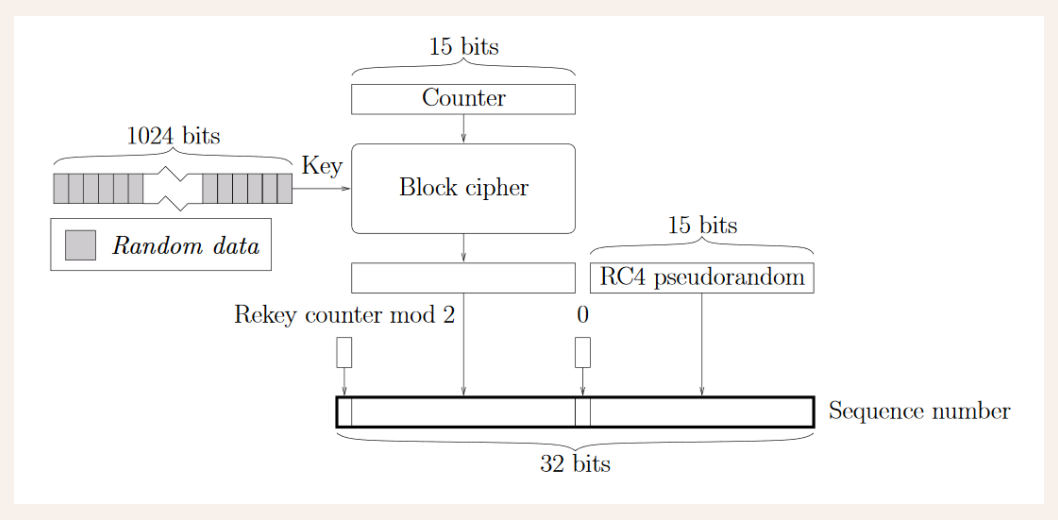 15 bits
Counter
1024 bits
Key
Block cipher
Random data
15 bits
RC4 pseudorandom
Rekey counter mod 2
0
Sequence number
32 bits